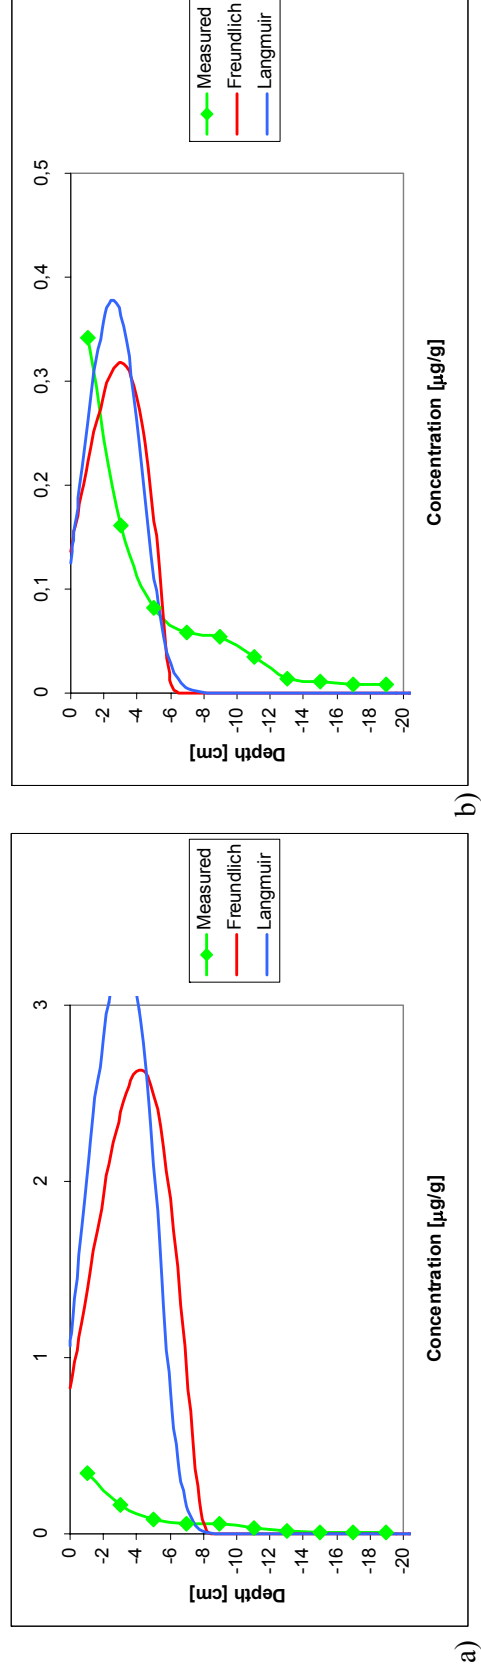 a)
0
1
2
3
0
-2
-4
-6
-8
-10
-12
-14
-16
-18
-20
Depth [cm]
Concentration [µg/g]
Measured
Freundlich
Langmuir
b)
0
0,1
0,2
0,3
0,4
0,5
0
-2
-4
-6
-8
-10
-12
-14
-16
-18
-20
Depth [cm]
Concentration [µg/g]
Measured
Freundlich
Langmuir